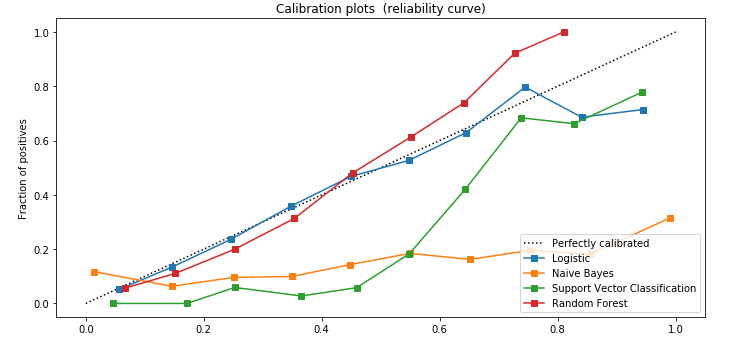 Calibration plots  (reliability curve)
1.0
0.8
0.6
0.4
0.2
0.0
Fraction of positives
Perfectly calibrated
Logistic
Naive Bayes
Support Vector Classification
Random Forest
0.0 0.2 0.4 0.6 0.8 1.0